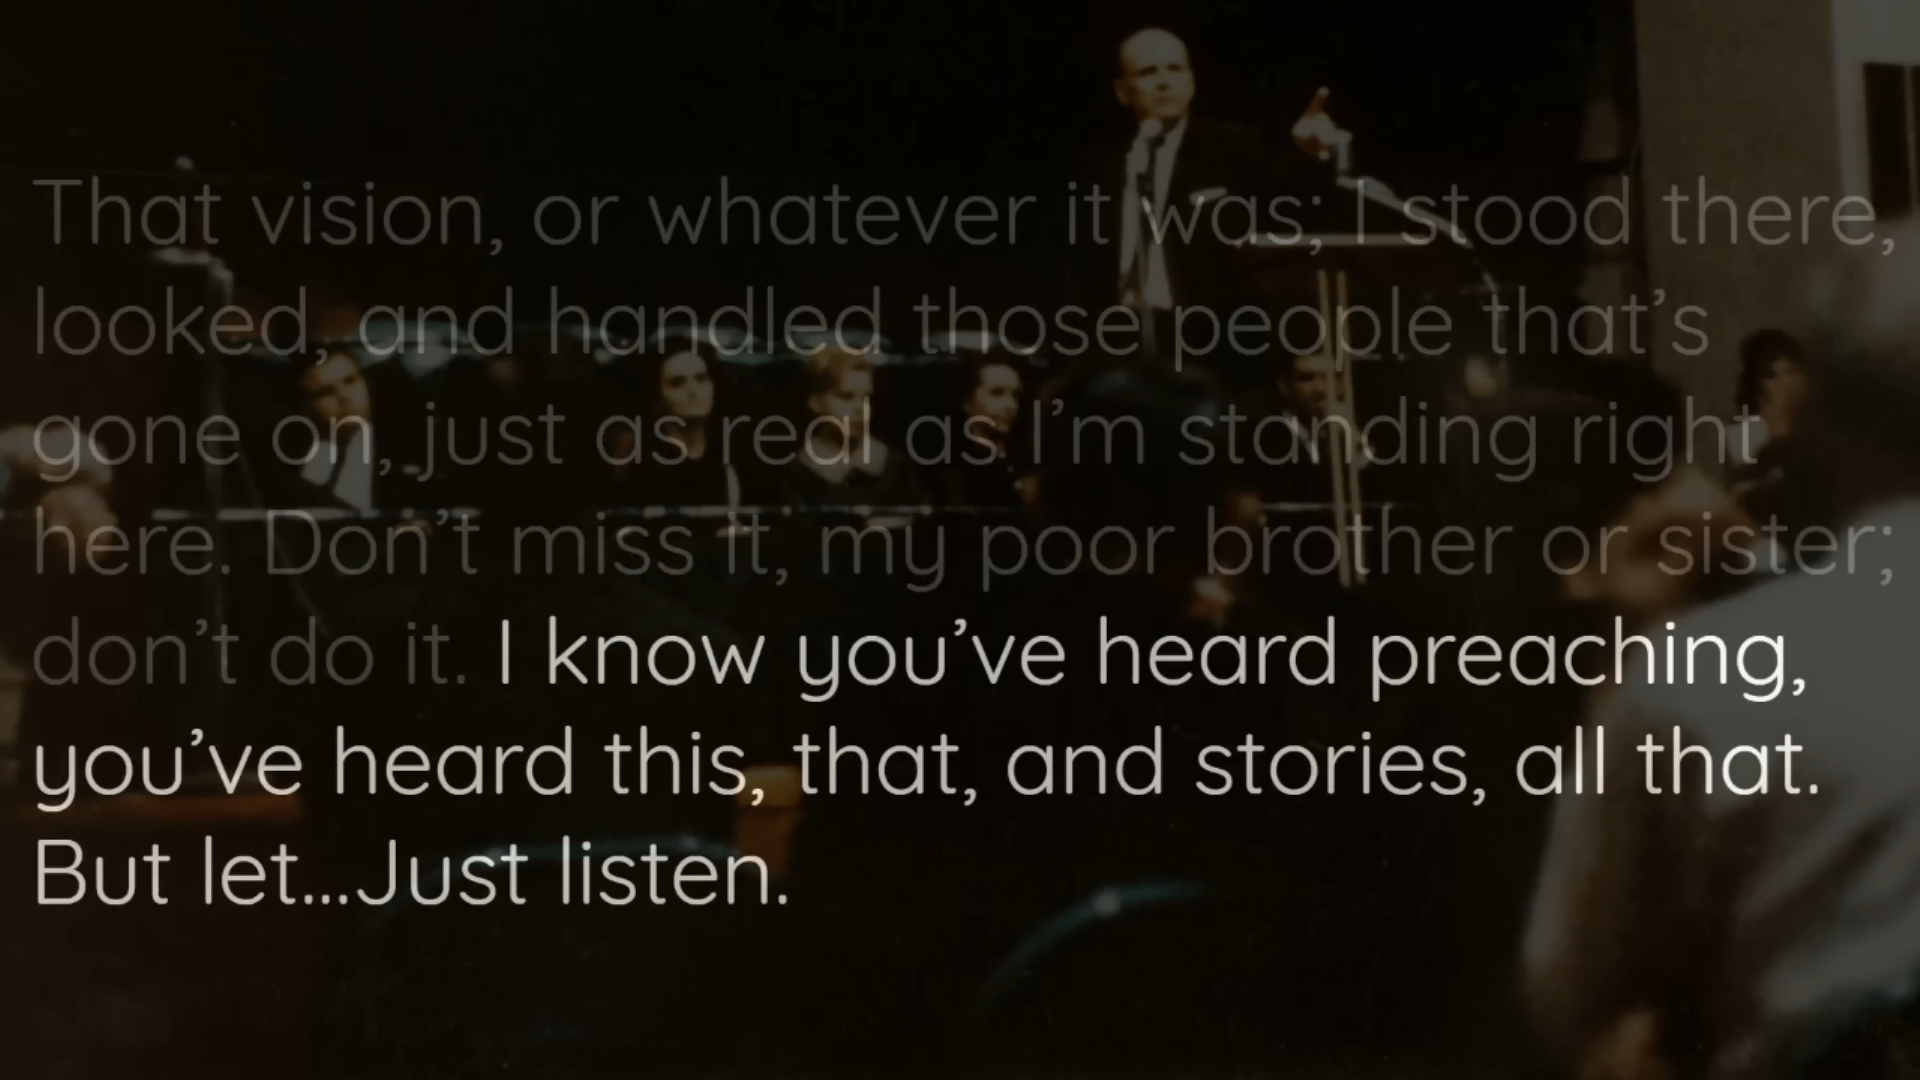 That vision, or whatever it was; I stood there,
looked, and handled those people that’s
gone on, just as real as I’m standing right
here. Don’t miss it, my poor brother or sister;
don’t do it. I know you’ve heard preaching,
you’ve heard this, that, and stories, all that.
But let…Just listen.